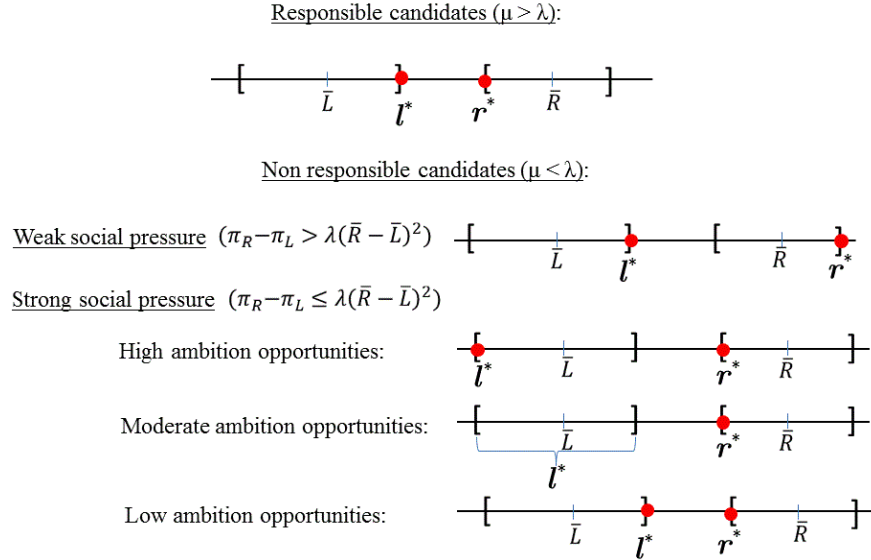 Responsible candidates (μ > λ):
[ L̄ ] l* [ r* R̄ ]
Non responsible candidates (μ < λ):
Weak social pressure (π_R−π_L > λ(R̄ − L̄)²)
[ L̄ ] l* [ R̄ ] r*
Strong social pressure (π_R−π_L ≤ λ(R̄ − L̄)²)
High ambition opportunities: [ l* L̄ ] [ r* R̄ ]
Moderate ambition opportunities: [ L̄ ] l* [ r* R̄ ]
Low ambition opportunities: [ L̄ ] l* [ r* R̄ ]